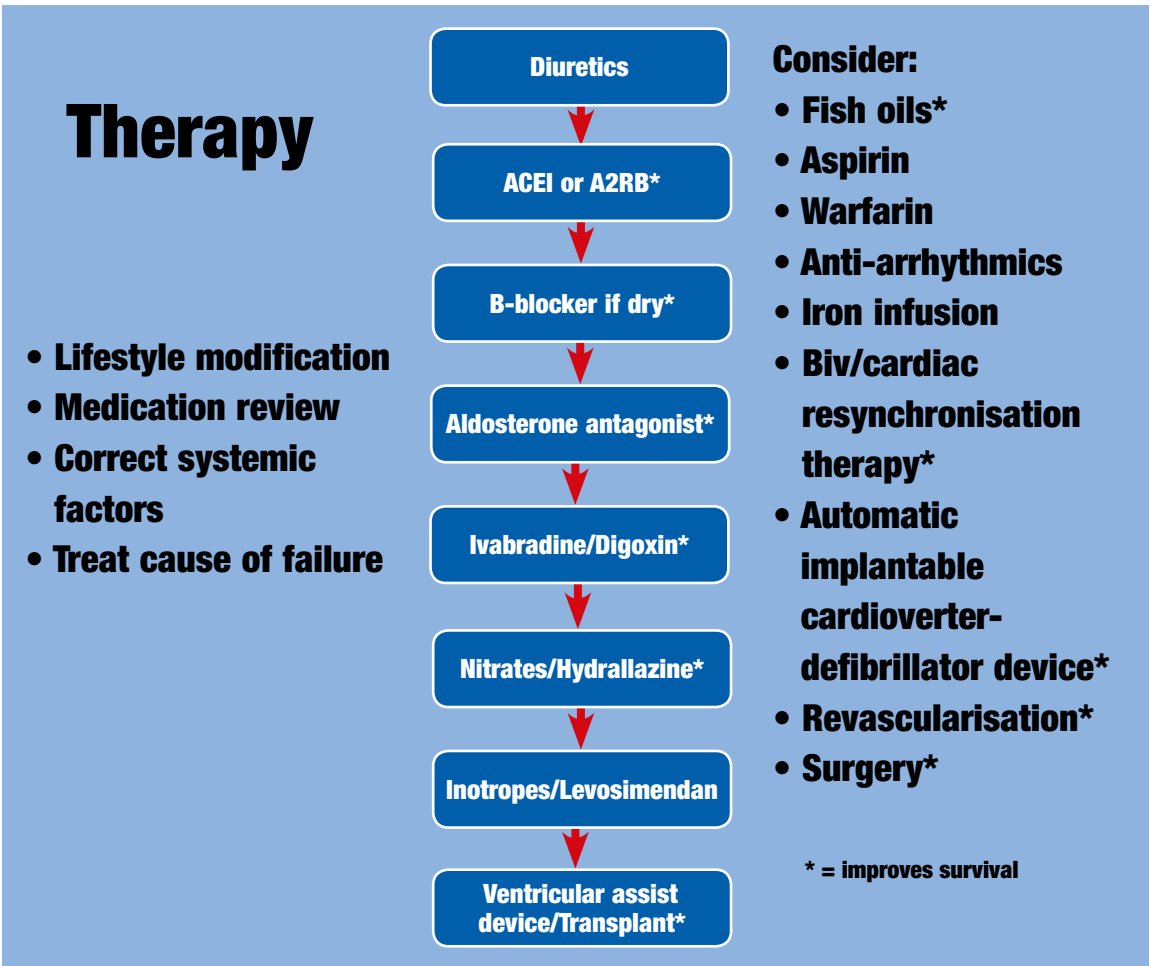 Therapy
• Lifestyle modification
• Medication review
• Correct systemic
factors
• Treat cause of failure
Diuretics
ACEI or A2RB*
B-blocker if dry*
Aldosterone antagonist*
Ivabradine/Digoxin*
Nitrates/Hydrallazine*
Inotropes/Levosimendan
Ventricular assist
device/Transplant*
Consider:
• Fish oils*
• Aspirin
• Warfarin
• Anti-arrhythmics
• Iron infusion
• Biv/cardiac
resynchronisation
therapy*
• Automatic
implantable
cardioverter-
defibrillator device*
• Revascularisation*
• Surgery*
* = improves survival